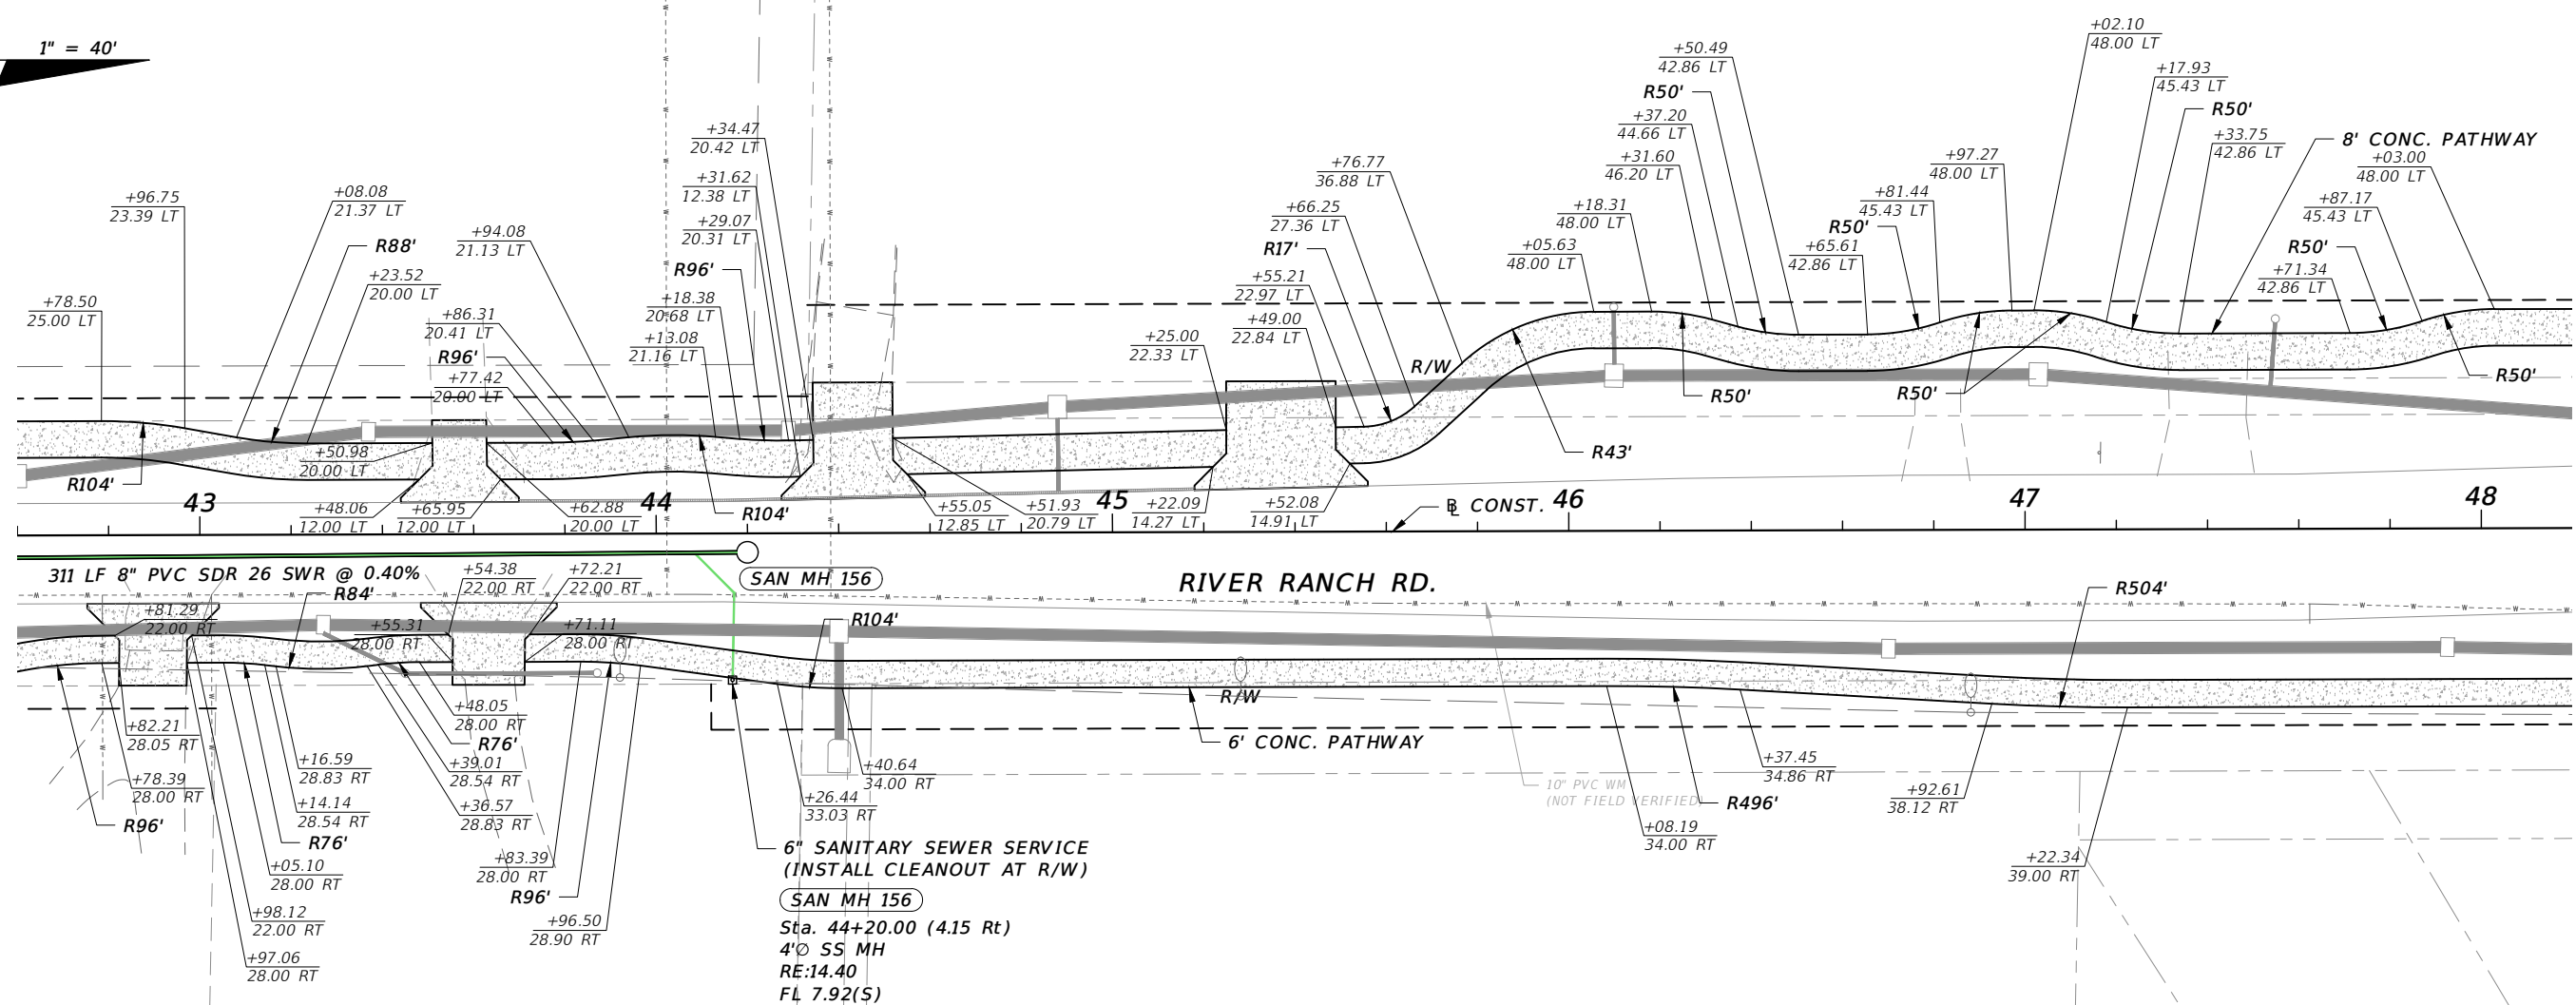 1" = 40'
+02.10
48.00 LT
+50.49
42.86 LT
+17.93
45.43 LT
R50'
R50'
+34.47
20.42 LT
+37.20
44.66 LT
+33.75
42.86 LT
8' CONC. PATHWAY
+76.77
36.88 LT
+31.60
46.20 LT
+97.27
48.00 LT
+03.00
48.00 LT
+31.62
12.38 LT
+96.75
23.39 LT
+08.08
21.37 LT
+81.44
45.43 LT
+87.17
45.43 LT
+66.25
27.36 LT
+18.31
48.00 LT
+29.07
20.31 LT
R50'
+94.08
21.13 LT
R88'
R17'
+05.63
48.00 LT
+65.61
42.86 LT
R50'
R96'
+23.52
20.00 LT
+55.21
22.97 LT
+71.34
42.86 LT
+78.50
25.00 LT
+18.38
20.68 LT
+86.31
20.41 LT
+49.00
22.84 LT
+13.08
21.16 LT
+25.00
22.33 LT
R96'
R/W
+77.42
20.00 LT
R50'
R50'
R50'
+50.98
20.00 LT
R43'
R104'
43
44
45
46
47
48
+48.06
12.00 LT
+65.95
12.00 LT
+62.88
20.00 LT
R104'
+55.05
12.85 LT
+51.93
20.79 LT
+22.09
14.27 LT
+52.08
14.91 LT
BL CONST.
311 LF 8" PVC SDR 26 SWR @ 0.40%
+54.38
22.00 RT
+72.21
22.00 RT
SAN MH 156
RIVER RANCH RD.
R84'
R504'
+81.29
22.00 RT
+55.31
28.00 RT
+71.11
28.00 RT
R104'
R/W
+48.05
28.00 RT
+82.21
28.05 RT
R76'
6' CONC. PATHWAY
+16.59
28.83 RT
+39.01
28.54 RT
+40.64
34.00 RT
+37.45
34.86 RT
+78.39
28.00 RT
10" PVC WM
(NOT FIELD VERIFIED)
+92.61
38.12 RT
+14.14
28.54 RT
+36.57
28.83 RT
+26.44
33.03 RT
R496'
R96'
+08.19
34.00 RT
R76'
6" SANITARY SEWER SERVICE
(INSTALL CLEANOUT AT R/W)
+05.10
28.00 RT
+83.39
28.00 RT
+22.34
39.00 RT
R96'
SAN MH 156
+98.12
22.00 RT
+96.50
28.90 RT
Sta. 44+20.00 (4.15 Rt)
4'∅ SS MH
+97.06
28.00 RT
RE:14.40
FL 7.92(S)